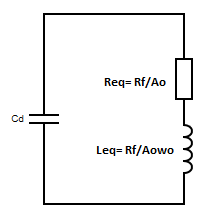 Req= Rf/Ao
Cd
Leq= Rf/Aowo